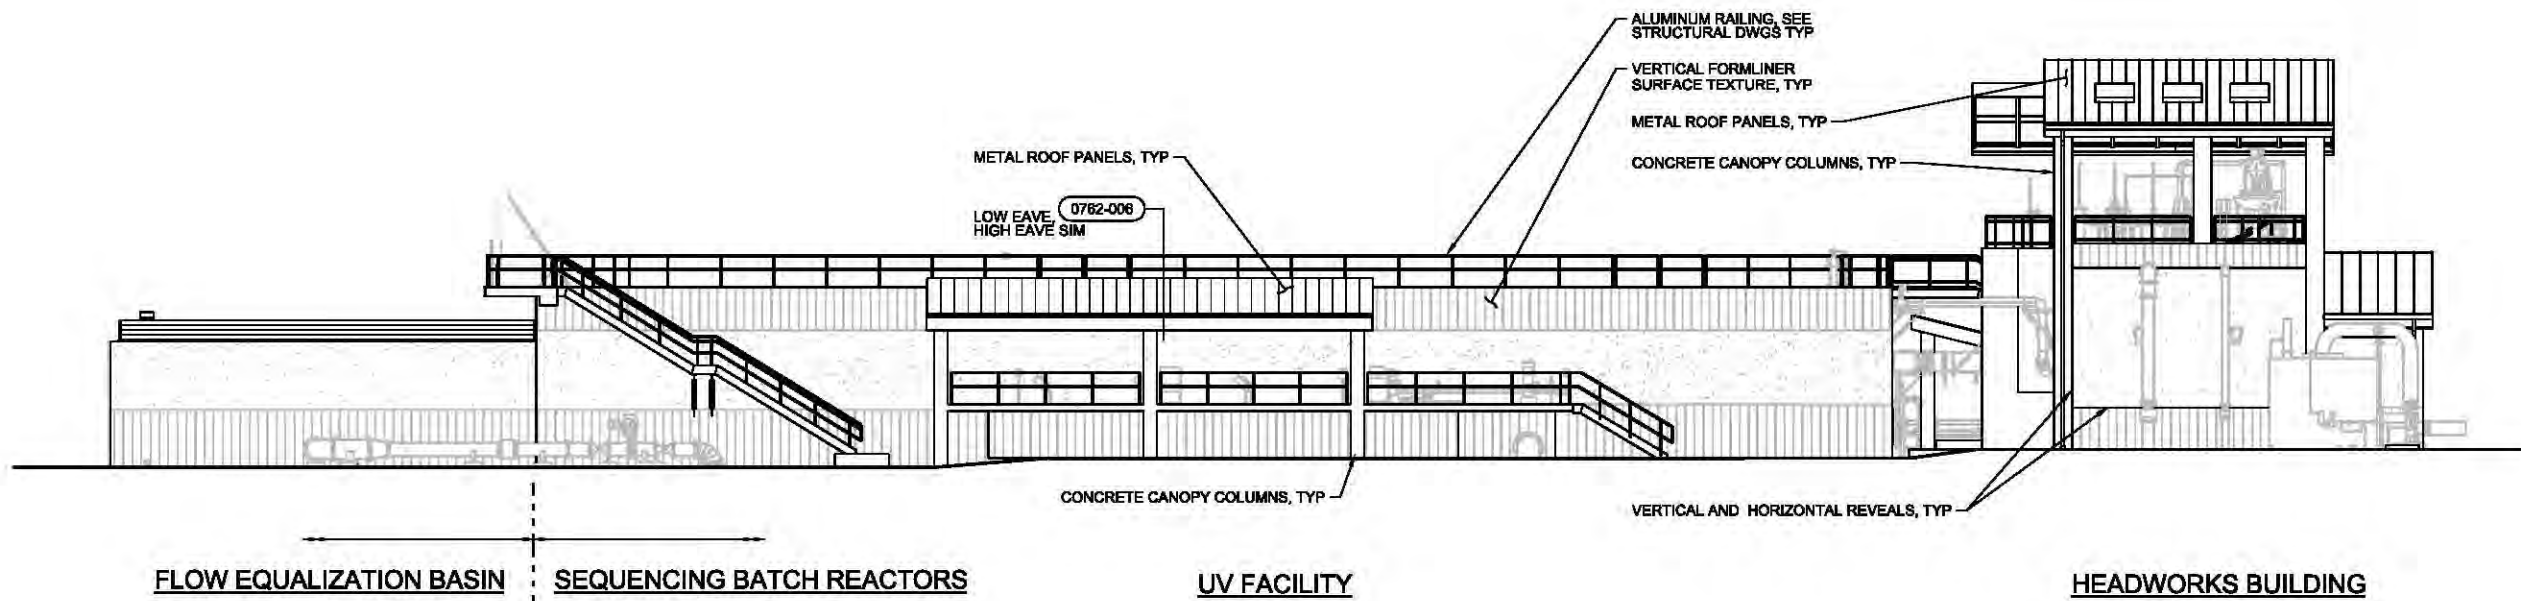 ALUMINUM RAILING, SEE
STRUCTURAL DWGS TYP
VERTICAL FORMLINER
SURFACE TEXTURE, TYP
METAL ROOF PANELS, TYP
CONCRETE CANOPY COLUMNS, TYP
METAL ROOF PANELS, TYP
LOW EAVE, 0762-006
HIGH EAVE SIM
CONCRETE CANOPY COLUMNS, TYP
VERTICAL AND HORIZONTAL REVEALS, TYP
FLOW EQUALIZATION BASIN
SEQUENCING BATCH REACTORS
UV FACILITY
HEADWORKS BUILDING